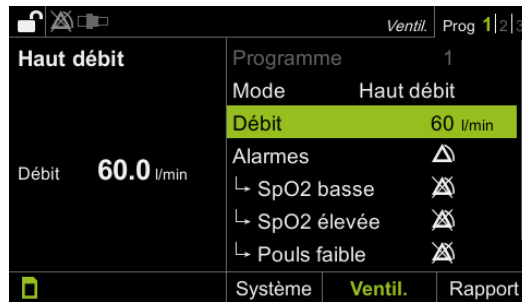 Ventil. Prog 1 2 3
Haut débit
Programme 1
Mode Haut débit
Débit 60 l/min
Débit 60.0 l/min
Alarmes
SpO2 basse
SpO2 élevée
Pouls faible
Système Ventil. Rapport